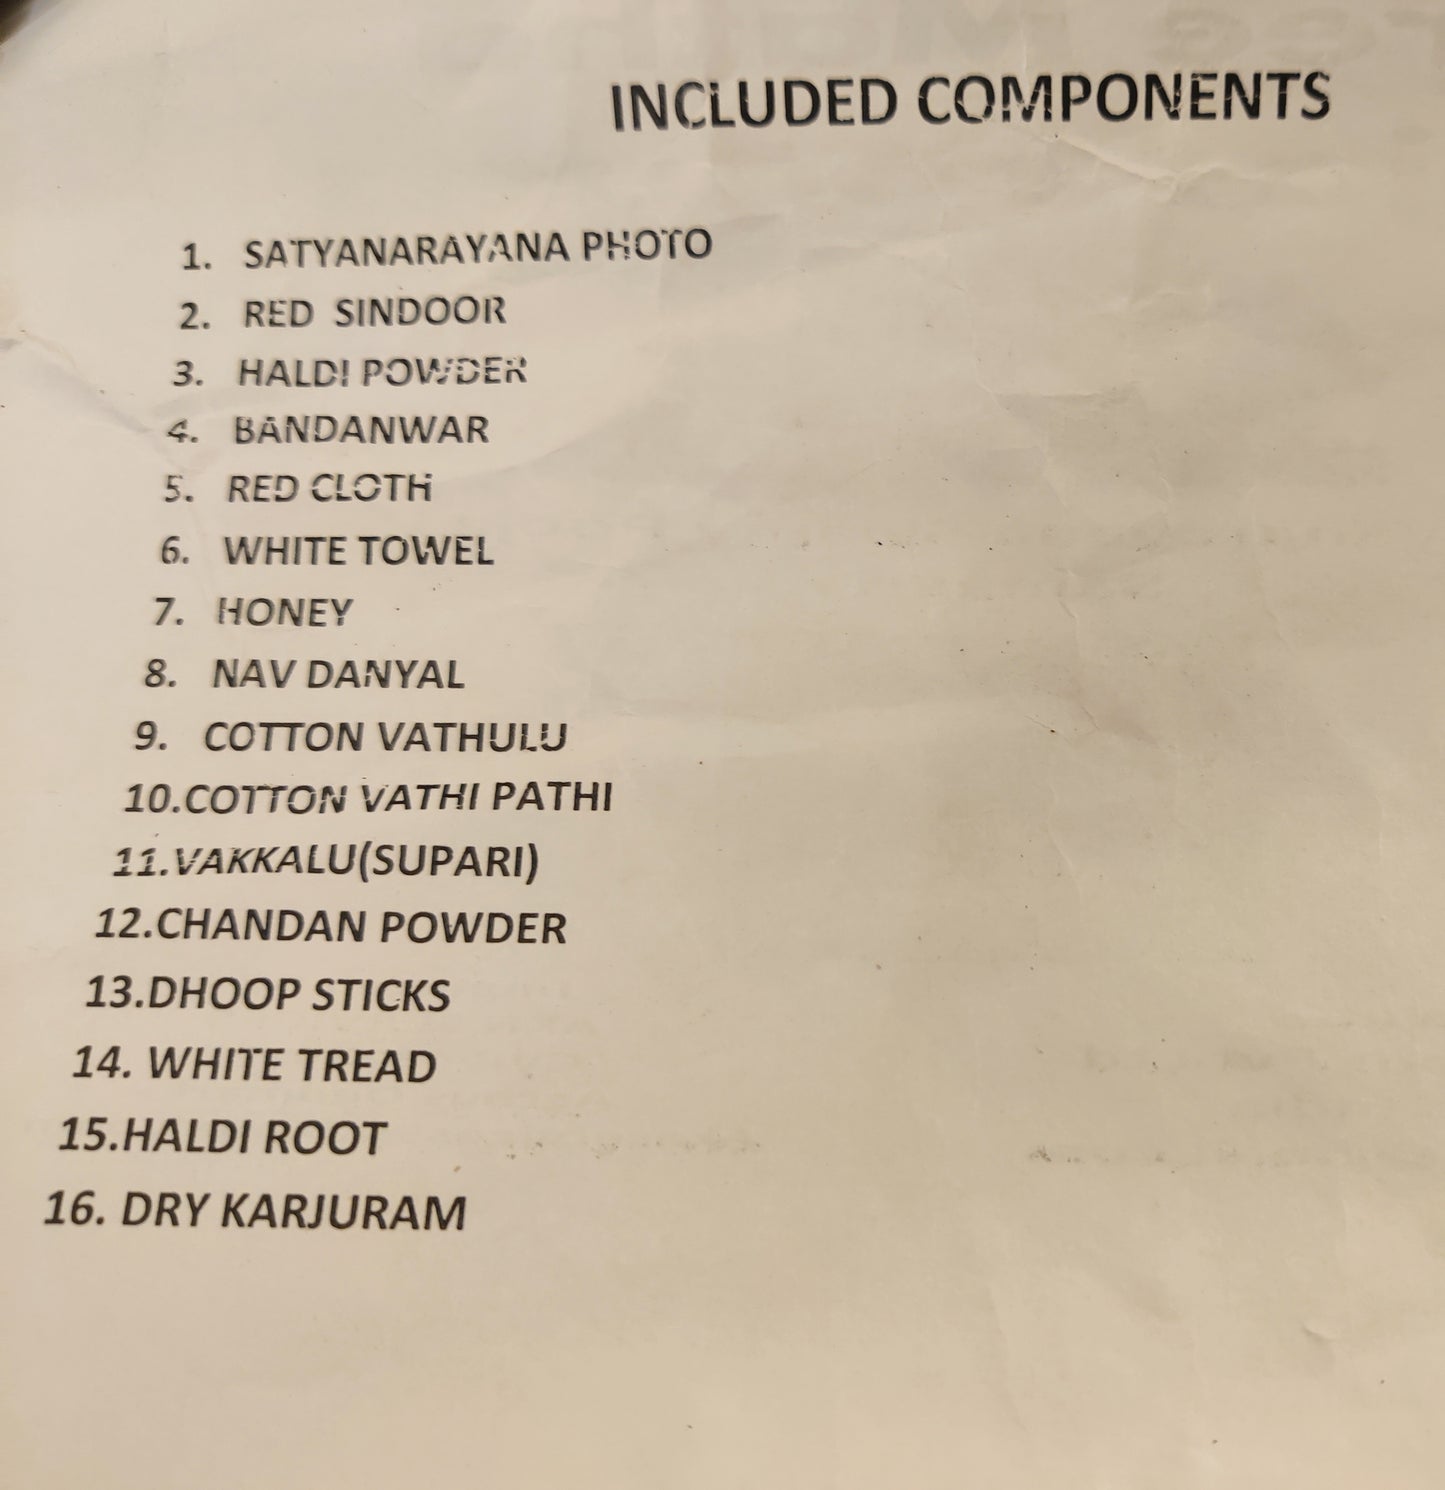 INCLUDED COMPONENTS
1. SATYANARAYANA PHOTO
2. RED SINDOOR
3. HALDI POWDER
4. BANDANWAR
5. RED CLOTH
6. WHITE TOWEL
7. HONEY
8. NAV DANYAL
9. COTTON VATHULU
10.COTTON VATHI PATHI
11.VAKKALU(SUPARI)
12.CHANDAN POWDER
13.DHOOP STICKS
14. WHITE TREAD
15.HALDI ROOT
16. DRY KARJURAM